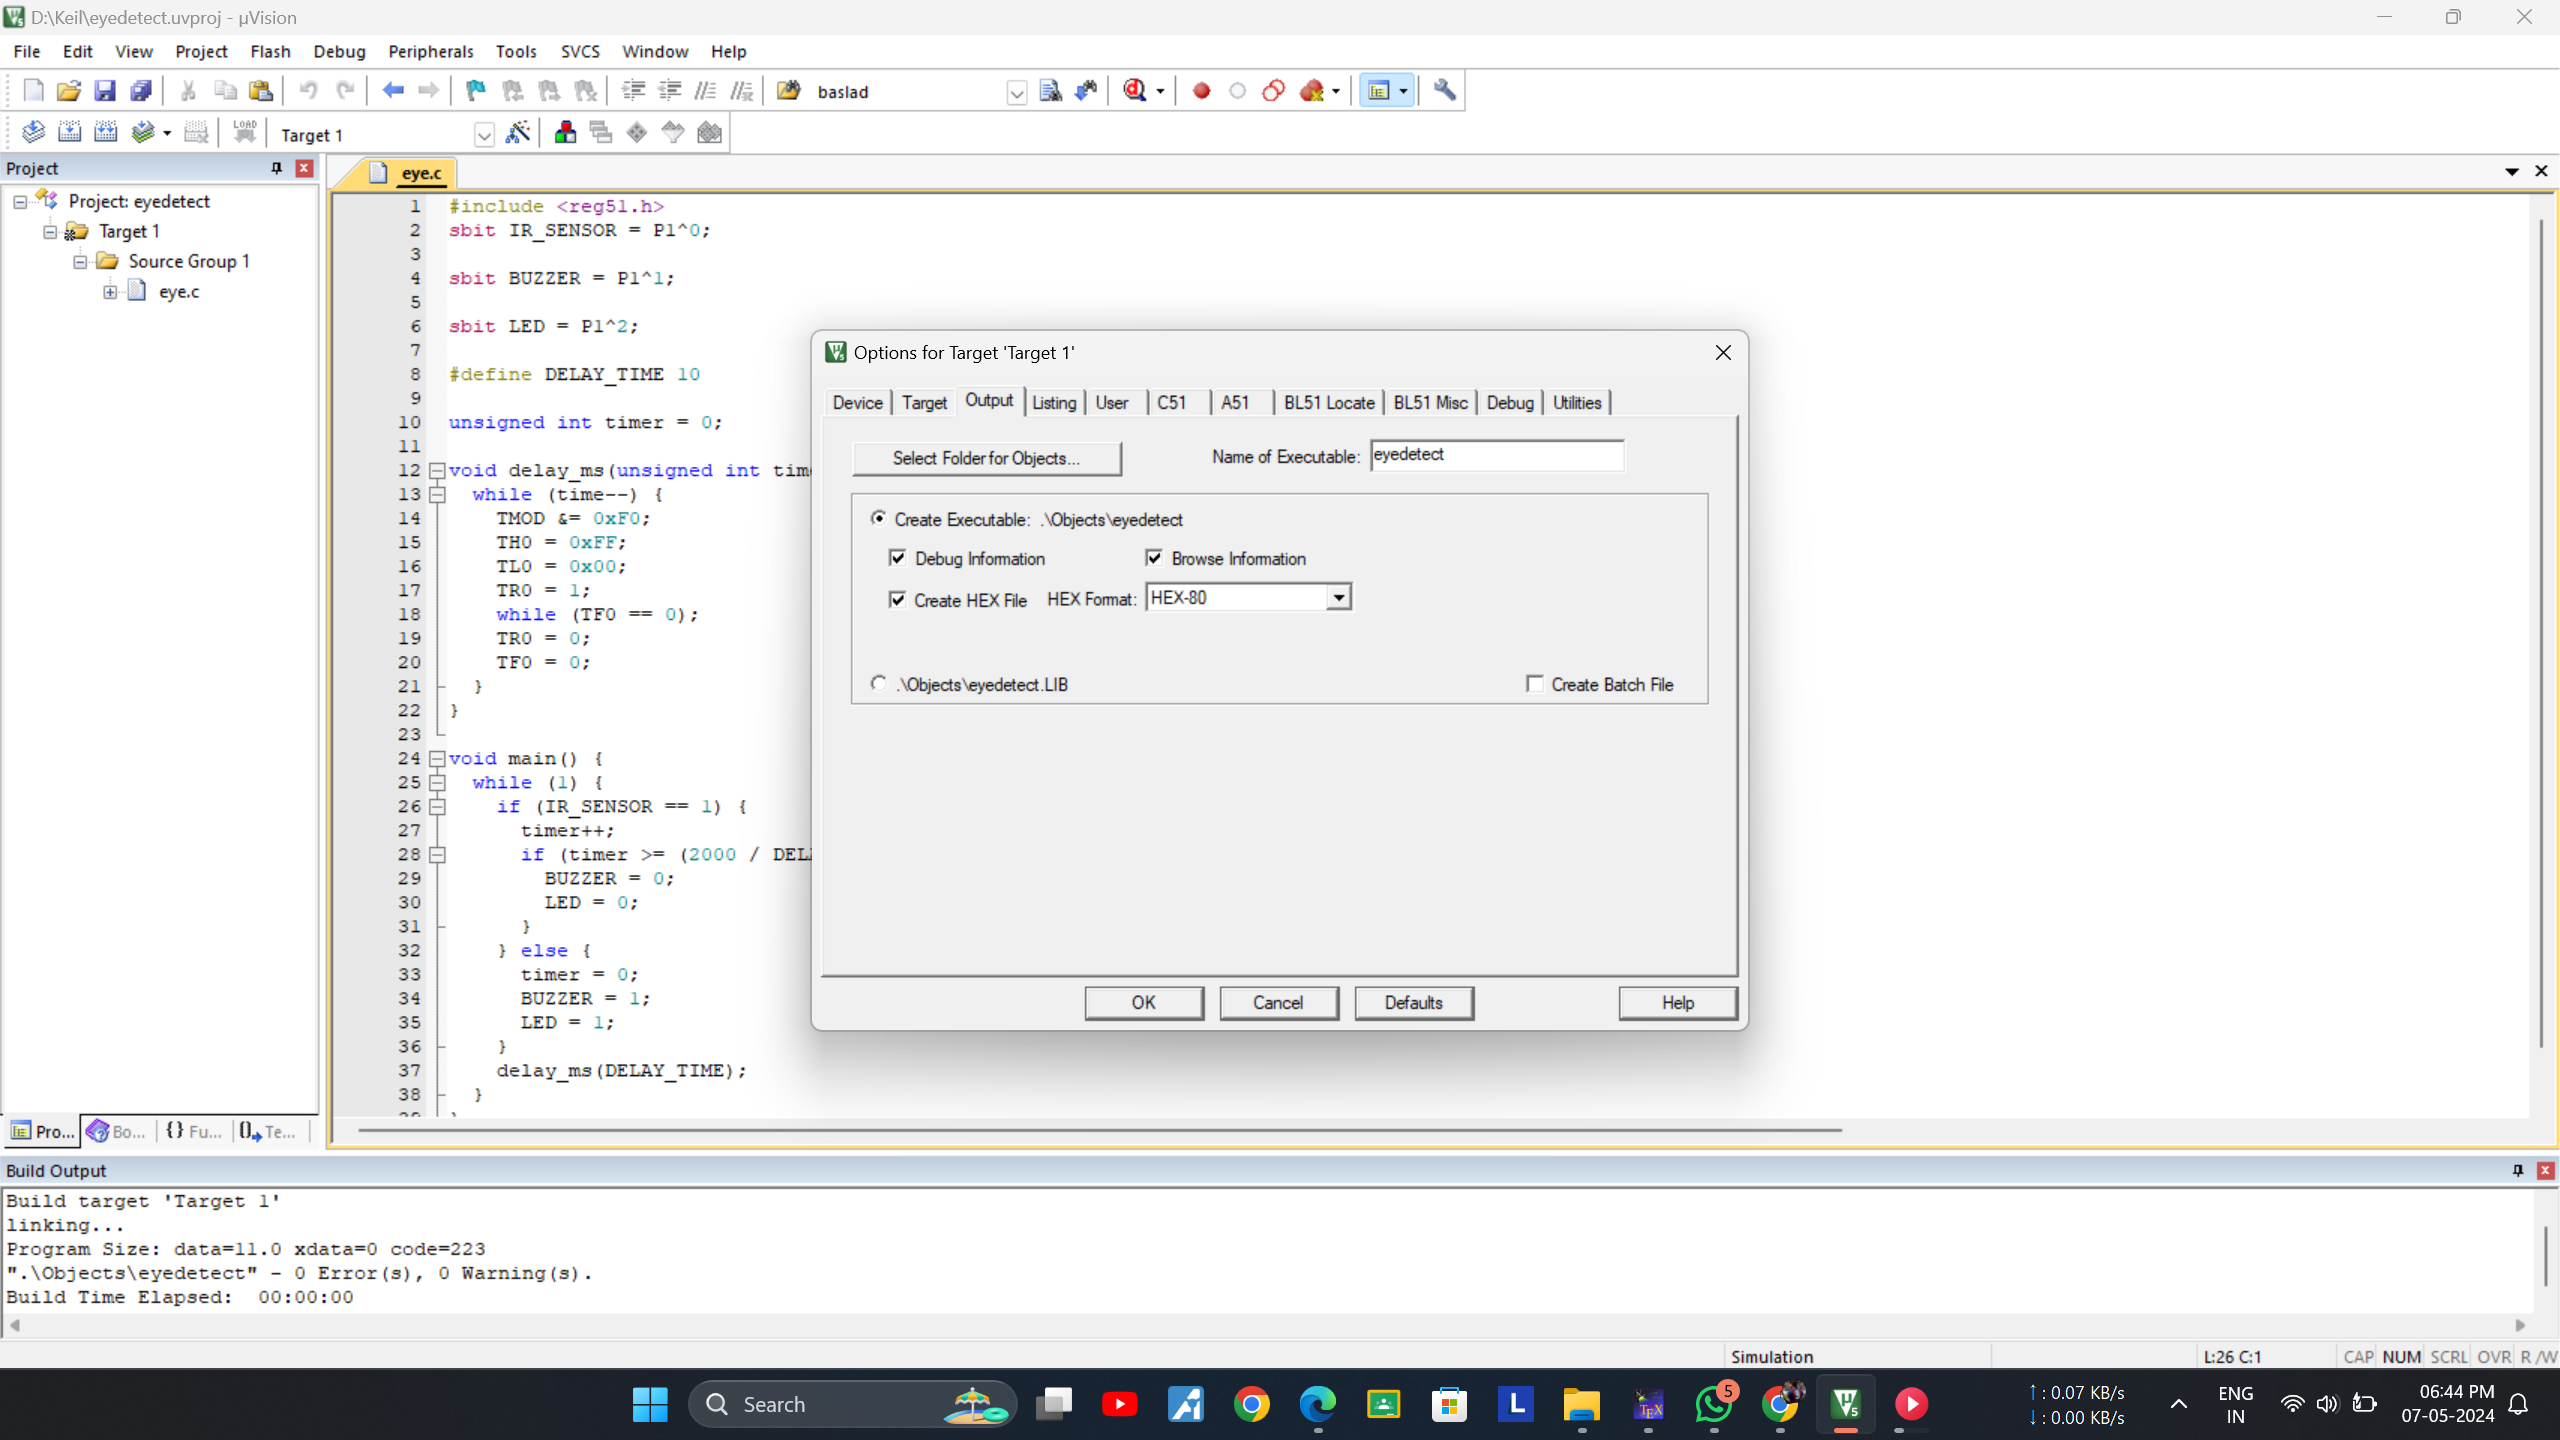 D:\Keil\eyedetect.uvproj - µVision
File Edit View Project Flash Debug Peripherals Tools SVCS Window Help
baslad
LOAD Target 1
Project
eye.c
Project: eyedetect
Target 1
Source Group 1
eye.c
1 #include <reg51.h>
2 sbit IR_SENSOR = P1^0;
3
4 sbit BUZZER = P1^1;
5
6 sbit LED = P1^2;
7
8 #define DELAY_TIME 10
9
10 unsigned int timer = 0;
11
12 void delay_ms(unsigned int tim
13 while (time--) {
14 TMOD &= 0xF0;
15 TH0 = 0xFF;
16 TL0 = 0x00;
17 TR0 = 1;
18 while (TF0 == 0);
19 TR0 = 0;
20 TF0 = 0;
21 }
22 }
23
24 void main() {
25 while (1) {
26 if (IR_SENSOR == 1) {
27 timer++;
28 if (timer >= (2000 / DEL
29 BUZZER = 0;
30 LED = 0;
31 }
32 } else {
33 timer = 0;
34 BUZZER = 1;
35 LED = 1;
36 }
37 delay_ms(DELAY_TIME);
38 }
Options for Target 'Target 1'
Device Target Output Listing User C51 A51 BL51 Locate BL51 Misc Debug Utilities
Select Folder for Objects... Name of Executable: eyedetect
Create Executable: .\Objects\eyedetect
Debug Information Browse Information
Create HEX File HEX Format: HEX-80
.\Objects\eyedetect.LIB Create Batch File
OK Cancel Defaults Help
Pro... Bo... {} Fu... Te...
Build Output
Build target 'Target 1'
linking...
Program Size: data=11.0 xdata=0 code=223
".\Objects\eyedetect" - 0 Error(s), 0 Warning(s).
Build Time Elapsed: 00:00:00
Simulation L:26 C:1 CAP NUM SCRL OVR R/W
Search
L
TEX
5
↑: 0.07 KB/s
↓: 0.00 KB/s
ENG
IN
06:44 PM
07-05-2024